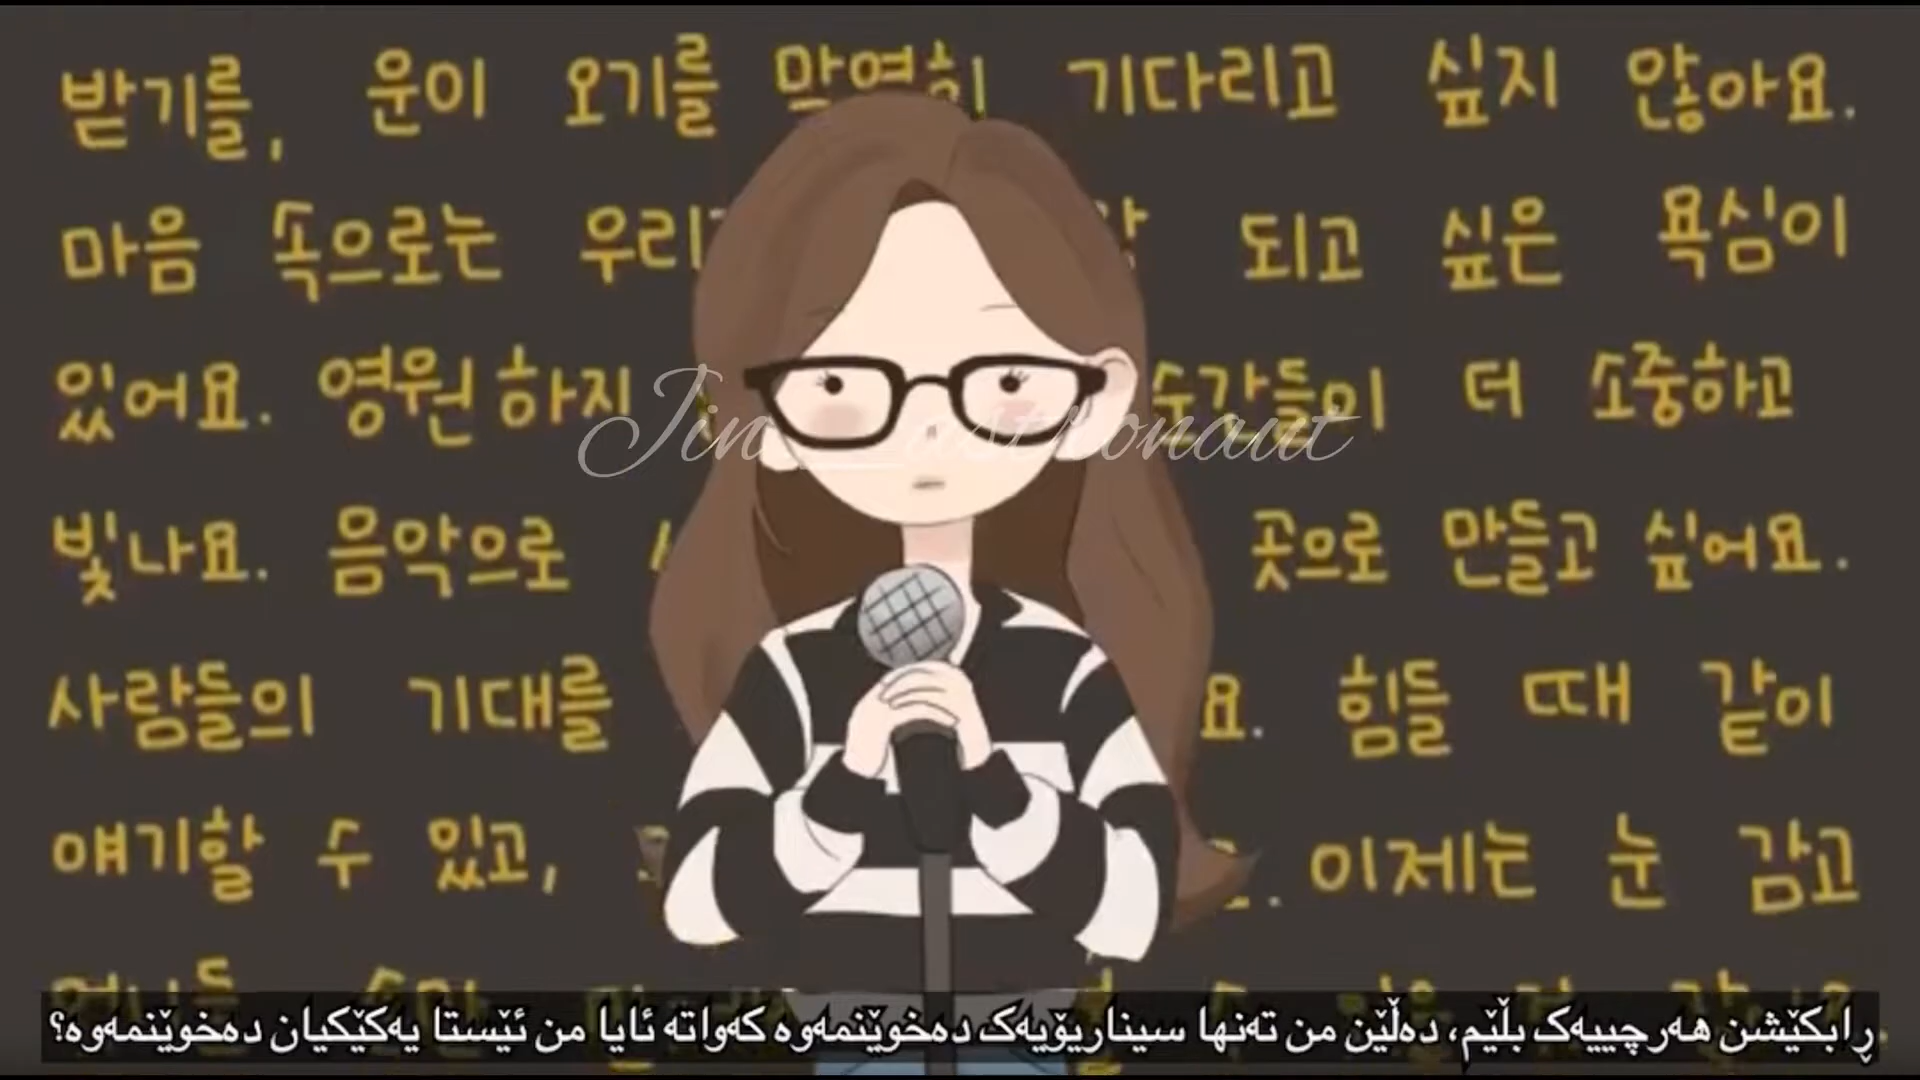 받기를, 운이 오기를 막연히 기다리고 싶지 않아요.
마음 속으로는 우리 되고 싶은 욕심이
있어요. 영원하지 순간들이 더 소중하고
Jin astronaut
빛나요. 음악으로 곳으로 만들고 싶어요.
사람들의 기대를 요. 힘들 때 같이
얘기할 수 있고, 이제는 눈 감고
ڕابکێشن هەرچییەک بڵێم، دەڵێن من تەنها سیناریۆیەک دەخوێنمەوە کەواتە ئایا من ئێستا یەکێکیان دەخوێنمەوە؟